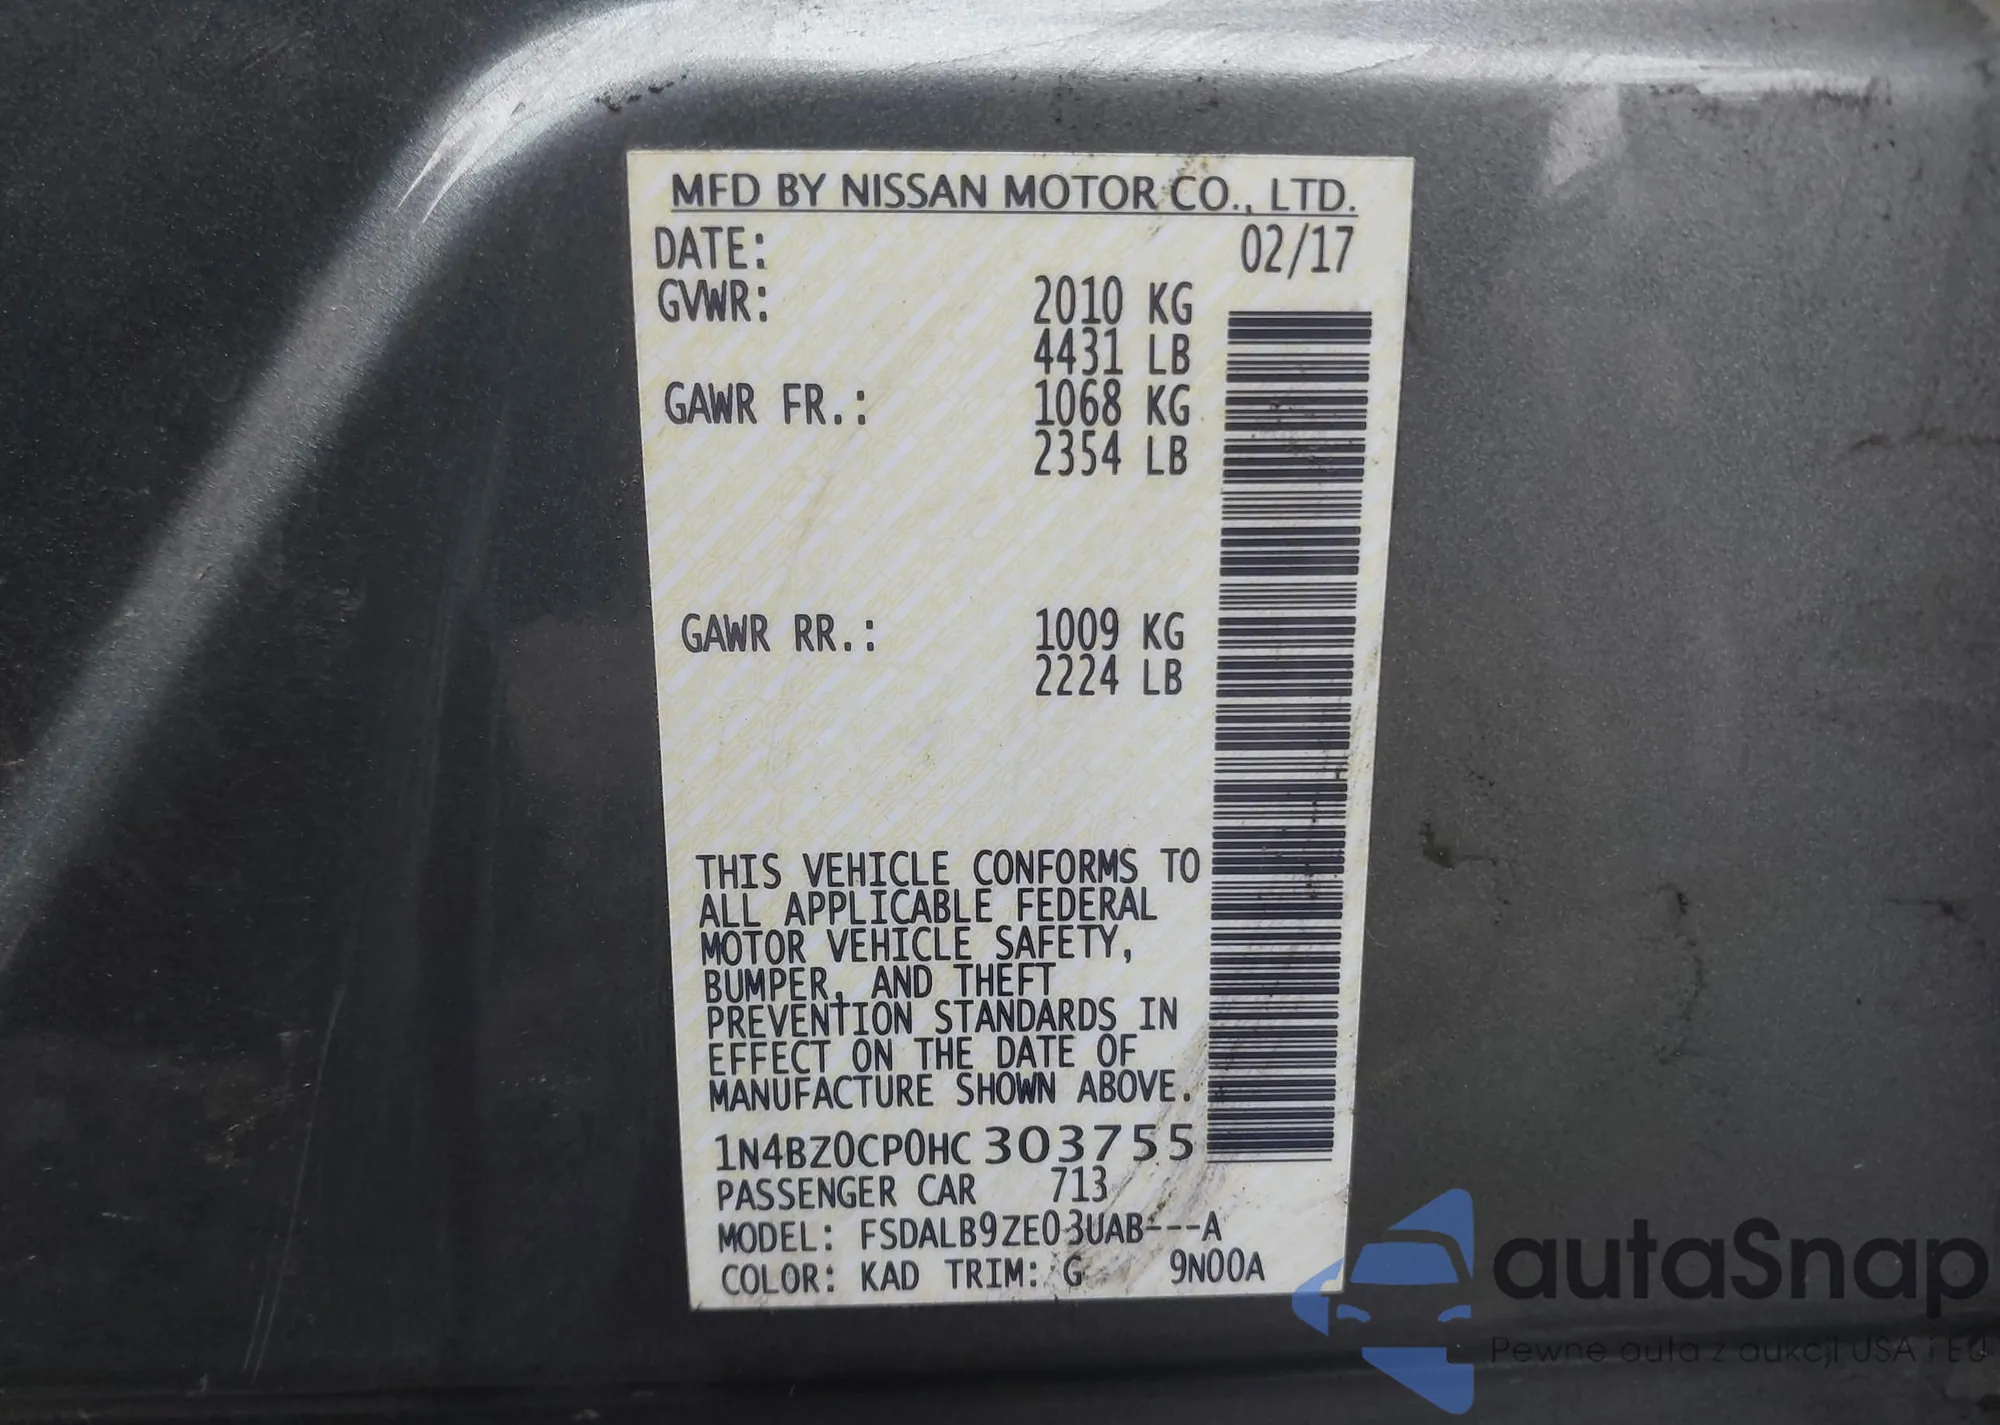 MFD BY NISSAN MOTOR CO., LTD.
DATE: 02/17
GVWR: 2010 KG
4431 LB
GAWR FR.: 1068 KG
2354 LB
GAWR RR.: 1009 KG
2224 LB
THIS VEHICLE CONFORMS TO
ALL APPLICABLE FEDERAL
MOTOR VEHICLE SAFETY,
BUMPER, AND THEFT
PREVENTION STANDARDS IN
EFFECT ON THE DATE OF
MANUFACTURE SHOWN ABOVE.
1N4BZ0CP0HC 303755
PASSENGER CAR 713
MODEL: FSDALB9ZE03UAB---A
COLOR: KAD TRIM: G 9N00A
autoSnap
Pewne auta z aukcji USA i EU